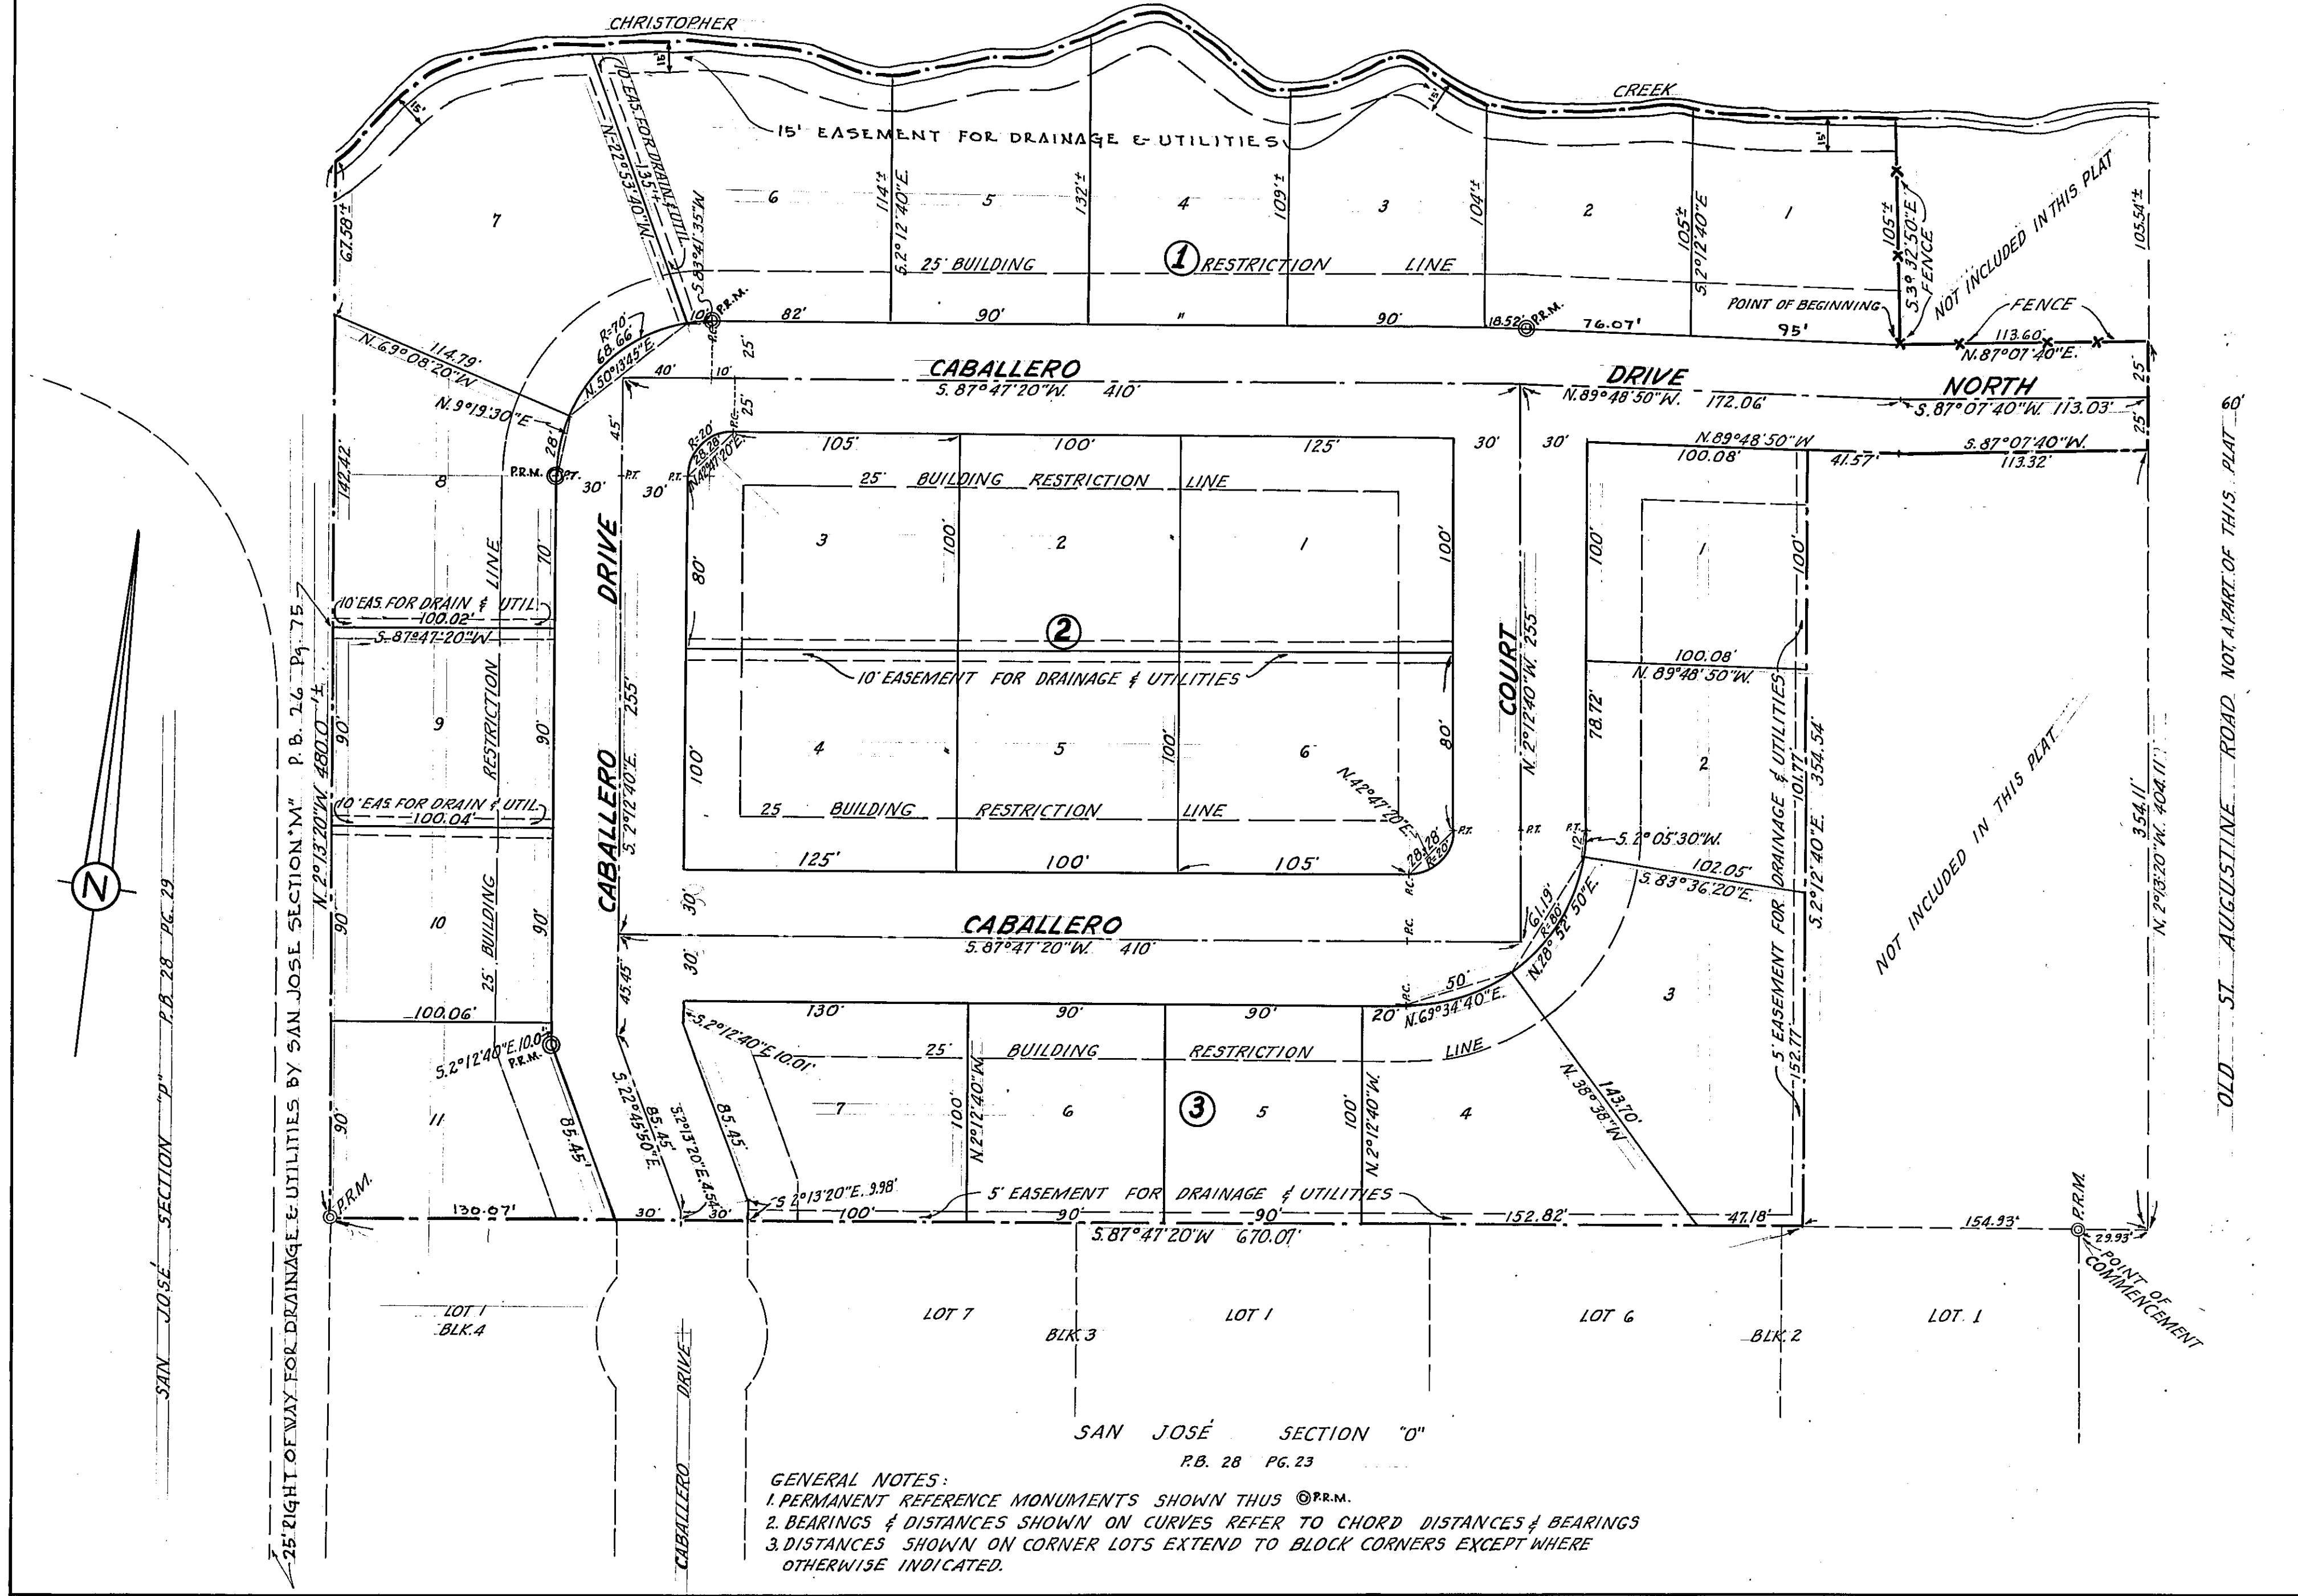 CHRISTOPHER
CREEK
15'
15'
15'
15'
15' EASEMENT FOR DRAINAGE & UTILITIES
10' EAS. FOR DRAIN & UTIL.
135'±
N.22°53'40"W.
S.83°41'35"W
67.58'±
7
6
114'±
S.2°12'40"E.
5
132'±
4
109'±
3
104'±
2
105'±
S.2°12'40"E
1
105'±
S.3°32'50"E
FENCE
NOT INCLUDED IN THIS PLAT
105.54'±
25' BUILDING
1
RESTRICTION
LINE
POINT OF BEGINNING
FENCE
10'
P.R.M.
82'
90'
"
90'
18.52'
P.R.M.
76.07'
95'
113.60'
N.87°07'40"E.
R=70'
68.66'
N.50°13'45"E.
114.79'
N.69°08'20"W
N.9°19'30"E
28'
P.C.
25'
40'
10'
25'
P.C.
CABALLERO
S.87°47'20"W. 410'
DRIVE
N.89°48'50"W. 172.06'
NORTH
S.87°07'40"W. 113.03'
25'
25'
60'
45'
R=20'
28.28'
N.42°47'20"E.
105'
100'
125'
30'
30'
N.89°48'50"W
100.08'
41.57'
S.87°07'40"W.
113.32'
142.42'
8
P.R.M.
P.T.
30'
P.T.
30'
P.T.
25' BUILDING RESTRICTION LINE
70'
3
100'
2
"
1
100'
100'
1
100'
80'
DRIVE
10' EAS. FOR DRAIN & UTIL.
100.02'
S.87°47'20"W.
2
10' EASEMENT FOR DRAINAGE & UTILITIES
COURT
N.2°12'40"W. 255'
100.08'
N.89°48'50"W.
78.72'
90'
9
RESTRICTION
LINE
90'
CABALLERO
S.2°12'40"E. 255'
100'
4
"
5
100'
6
80'
2
101.77'
S.2°12'40"E. 354.54'
5' EASEMENT FOR DRAINAGE & UTILITIES
NOT INCLUDED IN THIS PLAT
354.11'
N.2°13'20"W. 404.11'
OLD ST. AUGUSTINE ROAD NOT A PART OF THIS PLAT
10' EAS. FOR DRAIN & UTIL.
100.04'
25 BUILDING RESTRICTION LINE
N.42°47'20"E.
28.28'
R=20'
P.T.
P.T.
P.T.
12'
S.2°05'30"W.
102.05'
S.83°36'20"E.
125'
100'
105'
P.C.
P.C.
P.C.
90'
10
25' BUILDING
90'
30'
30'
CABALLERO
S.87°47'20"W. 410'
61.19'
R=80'
N.28°52'50"E.
50'
N.69°34'40"E.
3
152.77'
N
100.06'
S.2°12'40"E. 10.0'
P.R.M.
45.45'
130'
90'
90'
20'
S.2°12'40"E. 10.01'
25' BUILDING RESTRICTION LINE
90'
11
85.45'
S.22°45'50"E.
85.45'
S.2°13'20"E. 4.54'
85.45'
7
100'
N.2°12'40"W.
6
3
5
100'
N.2°12'40"W.
4
143.70'
N.38°38'W
S 2°13'20"E. 9.98'
5' EASEMENT FOR DRAINAGE & UTILITIES
P.R.M.
130.07'
30'
30'
100'
90'
90'
152.82'
47.18'
154.93'
P.R.M.
29.93'
S.87°47'20"W 670.07'
POINT OF
COMMENCEMENT
N.2°13'20"W. 480.0'±
25' RIGHT OF WAY FOR DRAINAGE & UTILITIES BY SAN JOSE SECTION "M" P.B. 26 Pg. 75
SAN JOSÉ SECTION "P" P.B. 28 PG. 29
LOT 1
BLK.4
LOT 7
BLK.3
LOT 1
LOT 6
BLK. 2
LOT. 1
CABALLERO DRIVE
SAN JOSÉ SECTION "O"
P.B. 28 PG. 23
GENERAL NOTES:
1. PERMANENT REFERENCE MONUMENTS SHOWN THUS ◎P.R.M.
2. BEARINGS & DISTANCES SHOWN ON CURVES REFER TO CHORD DISTANCES & BEARINGS
3. DISTANCES SHOWN ON CORNER LOTS EXTEND TO BLOCK CORNERS EXCEPT WHERE
OTHERWISE INDICATED.